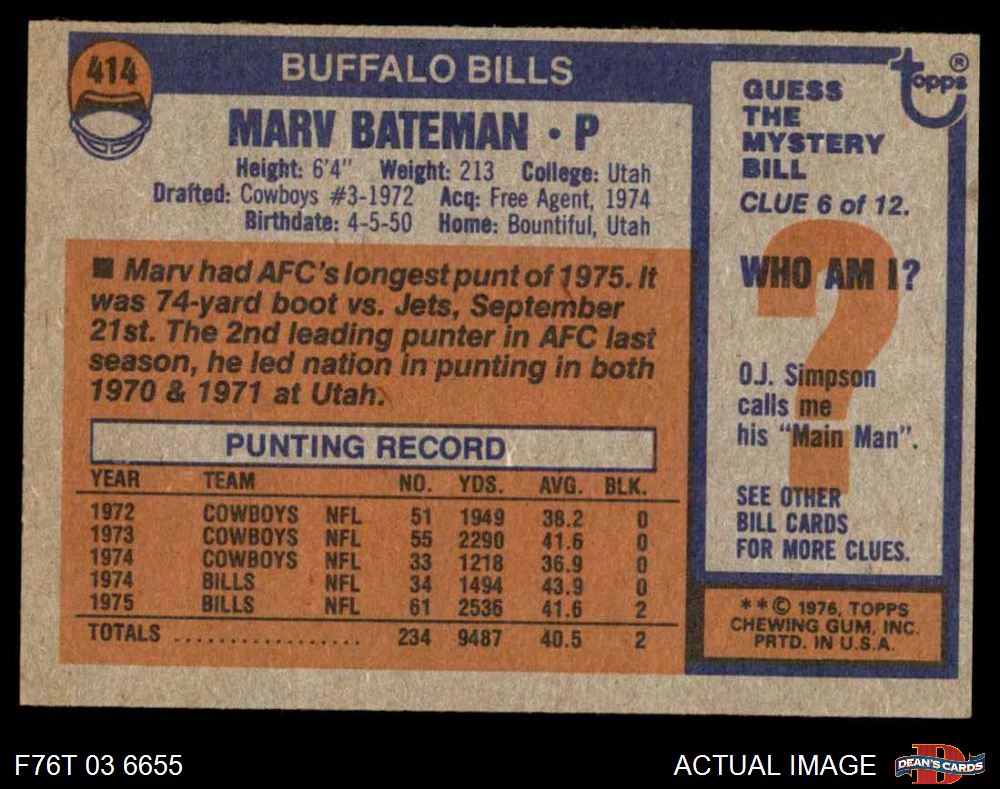 414
BUFFALO BILLS
MARV BATEMAN • P
Height: 6'4" Weight: 213 College: Utah
Drafted: Cowboys #3-1972 Acq: Free Agent, 1974
Birthdate: 4-5-50 Home: Bountiful, Utah
■ Marv had AFC's longest punt of 1975. It
was 74-yard boot vs. Jets, September
21st. The 2nd leading punter in AFC last
season, he led nation in punting in both
1970 & 1971 at Utah.
PUNTING RECORD
YEAR TEAM NO. YDS. AVG. BLK.
1972 COWBOYS NFL 51 1949 38.2 0
1973 COWBOYS NFL 55 2290 41.6 0
1974 COWBOYS NFL 33 1218 36.9 0
1974 BILLS NFL 34 1494 43.9 0
1975 BILLS NFL 61 2536 41.6 2
TOTALS ................. 234 9487 40.5 2
topps®
GUESS
THE
MYSTERY
BILL
CLUE 6 of 12.
WHO AM I?
?
O.J. Simpson
calls me
his "Main Man".
SEE OTHER
BILL CARDS
FOR MORE CLUES.
**© 1976, TOPPS
CHEWING GUM, INC.
PRTD. IN U.S.A.
F76T 03 6655
ACTUAL IMAGE
D
DEAN'S CARDS